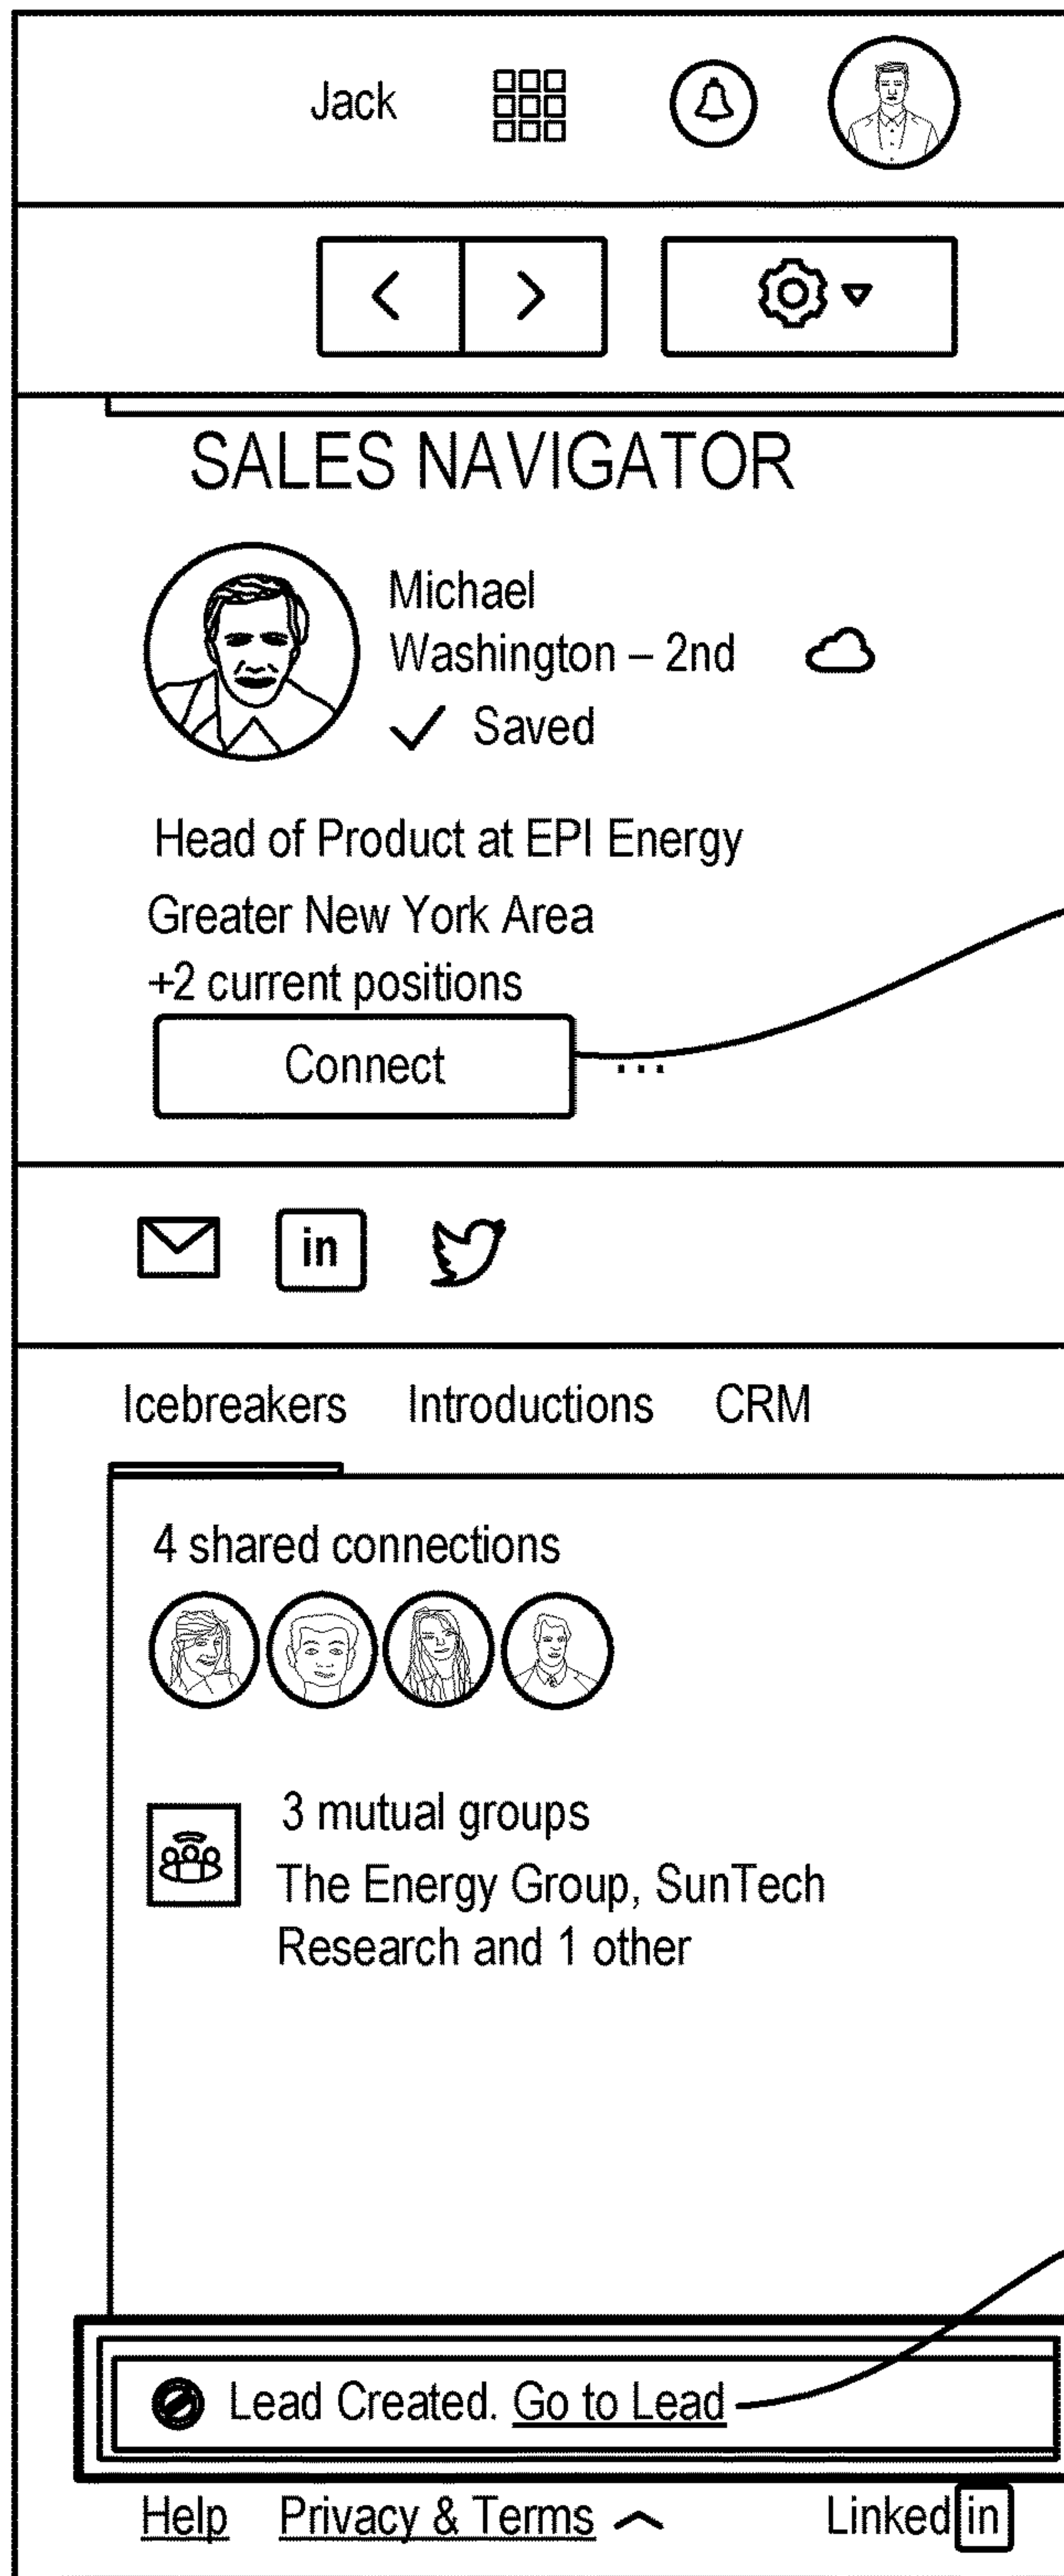 Jack
SALES NAVIGATOR
Michael
Washington – 2nd
Saved
Head of Product at EPI Energy
Greater New York Area
+2 current positions
Connect
...
in
Icebreakers Introductions CRM
4 shared connections
3 mutual groups
The Energy Group, SunTech
Research and 1 other
Lead Created. Go to Lead
Help Privacy & Terms Linked in